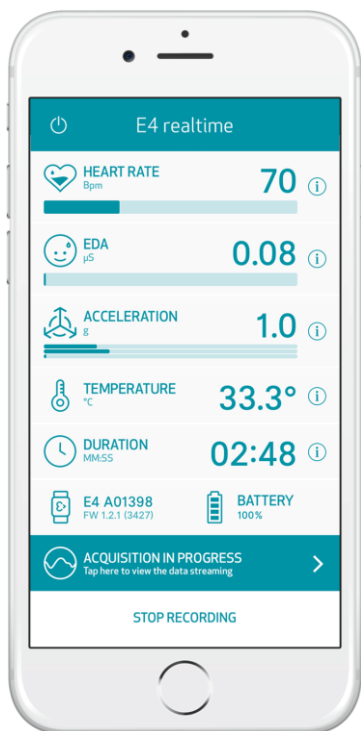 E4 realtime
HEART RATE
Bpm
70
EDA
µS
0.08
ACCELERATION
g
1.0
TEMPERATURE
°C
33.3°
DURATION
MM:SS
02:48
E4 A01398
FW 1.2.1 (3427)
BATTERY
100%
ACQUISITION IN PROGRESS
Tap here to view the data streaming
STOP RECORDING